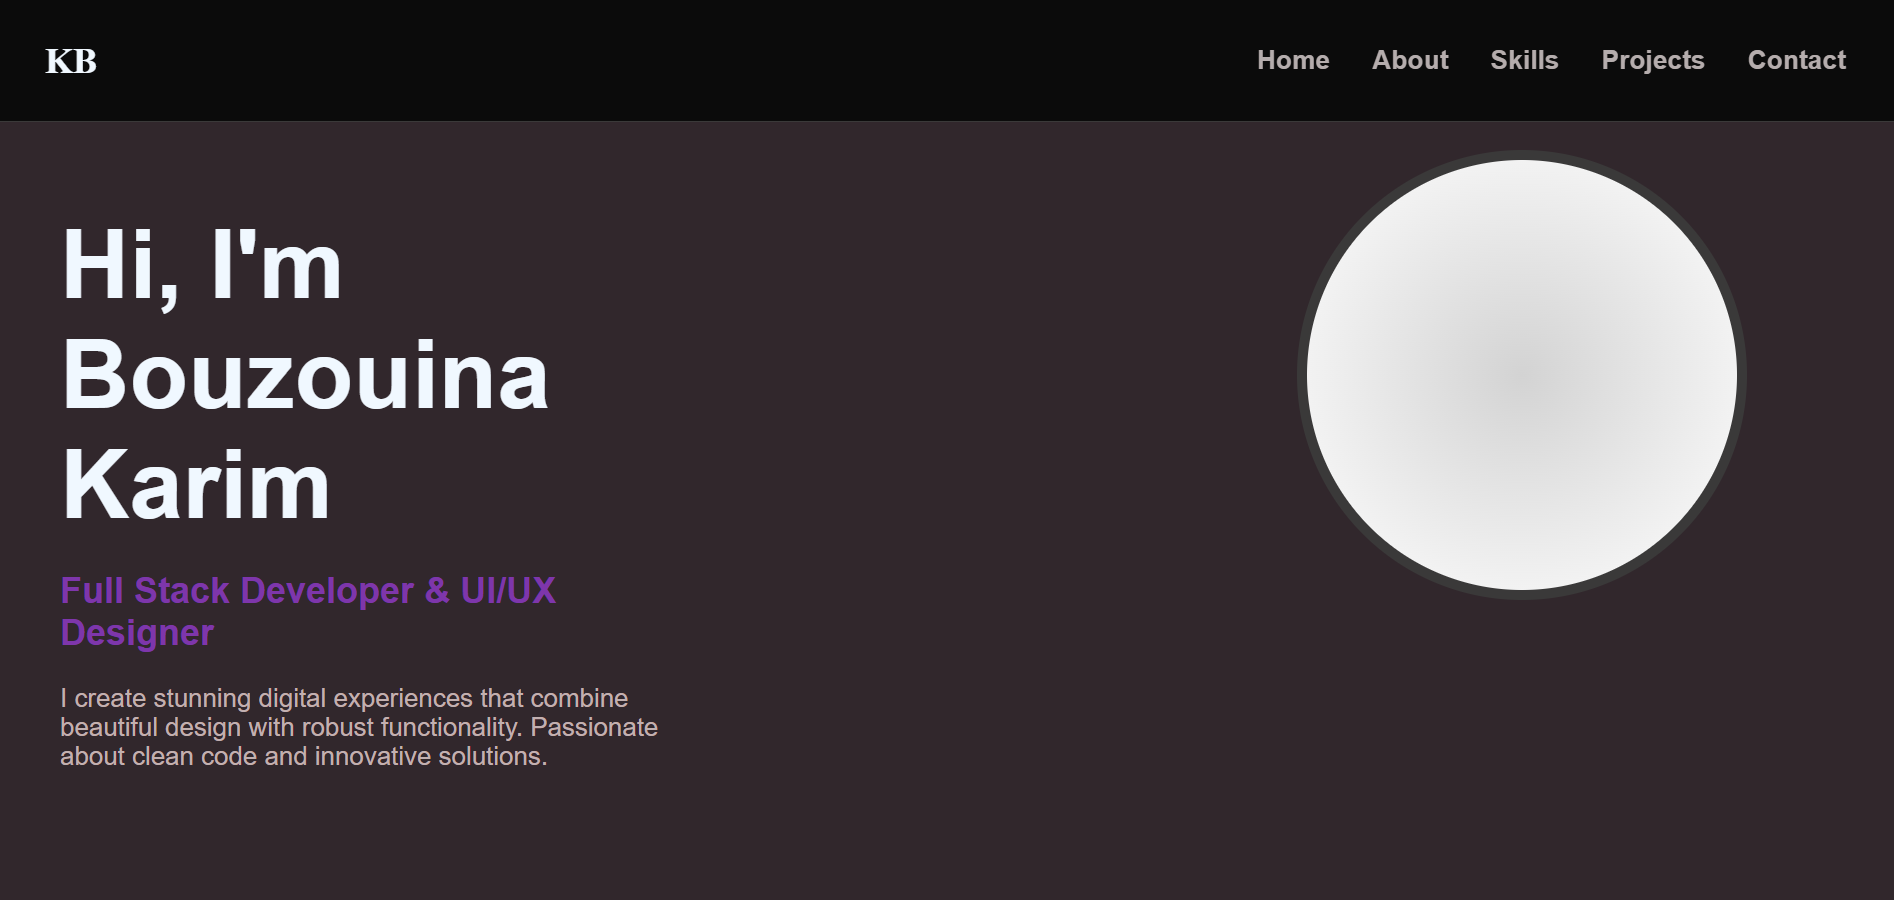 KB
Home About Skills Projects Contact
Hi, I'm
Bouzouina
Karim
Full Stack Developer & UI/UX
Designer
I create stunning digital experiences that combine
beautiful design with robust functionality. Passionate
about clean code and innovative solutions.